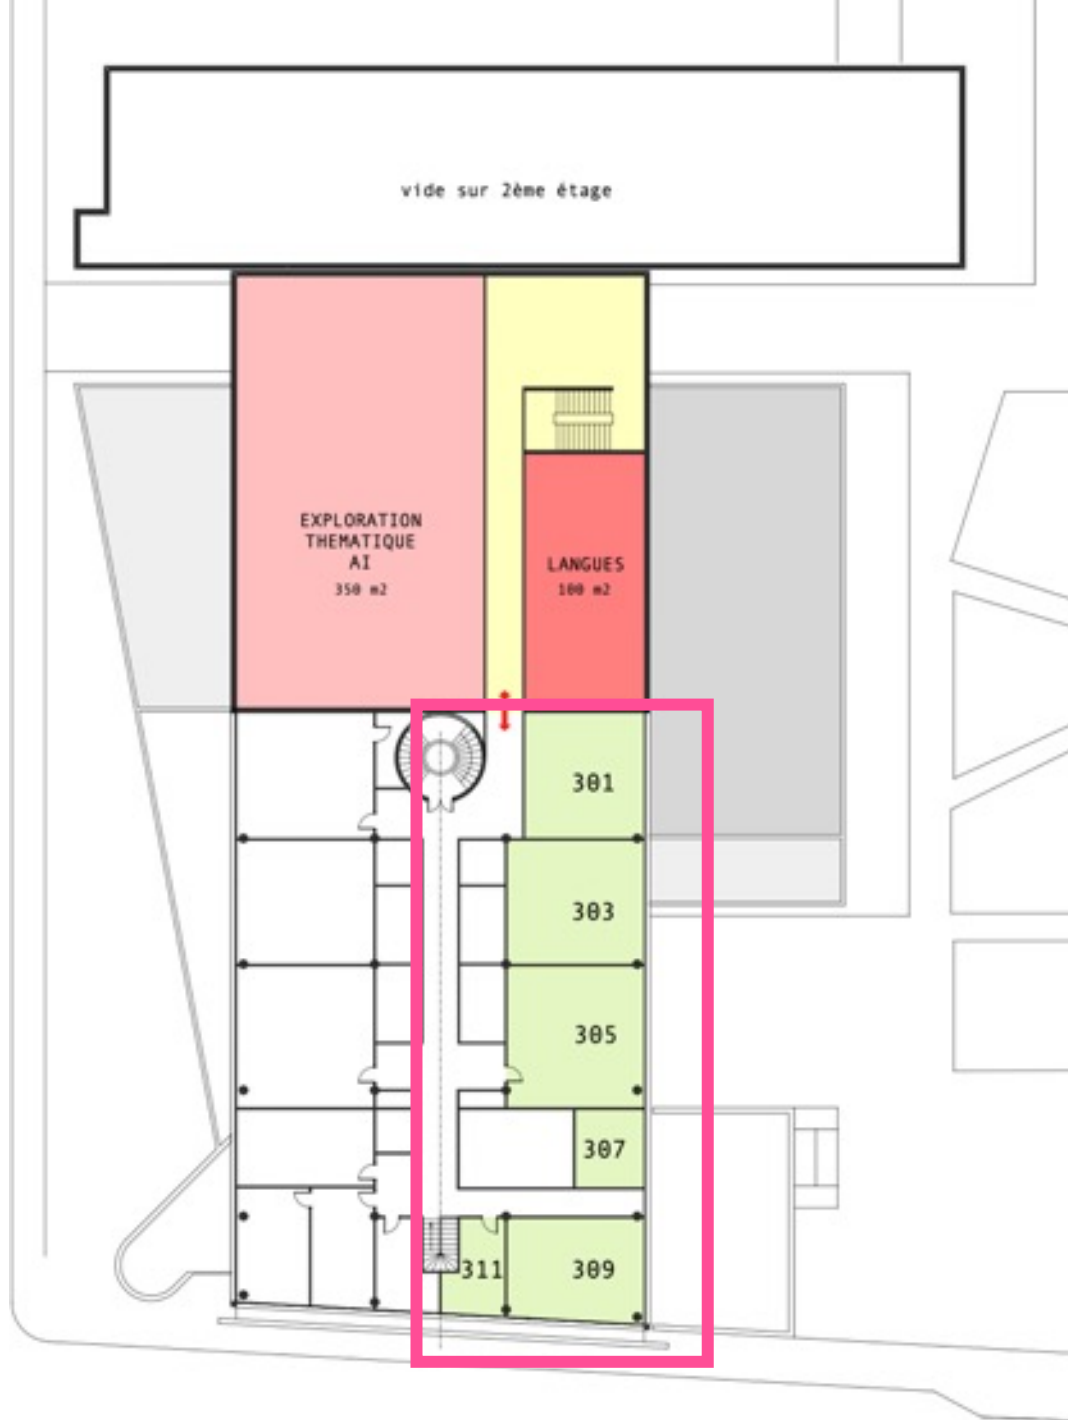 vide sur 2ème étage
EXPLORATION
THEMATIQUE
AI
350 m2
LANGUES
100 m2
301
303
305
307
311
309